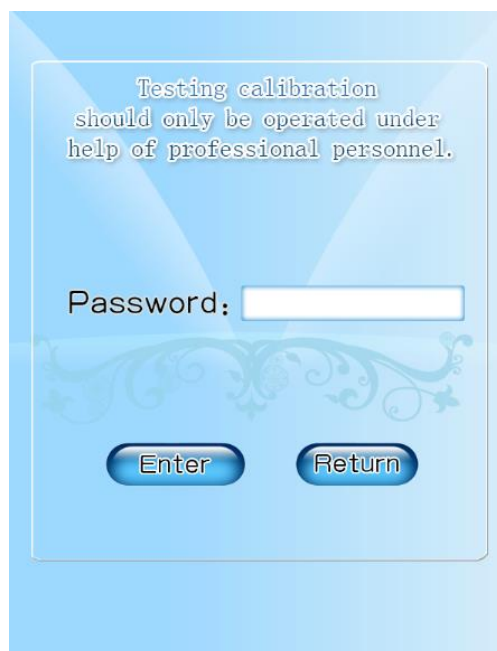 Testing calibration
should only be operated under
help of professional personnel.
Password:
Enter
Return